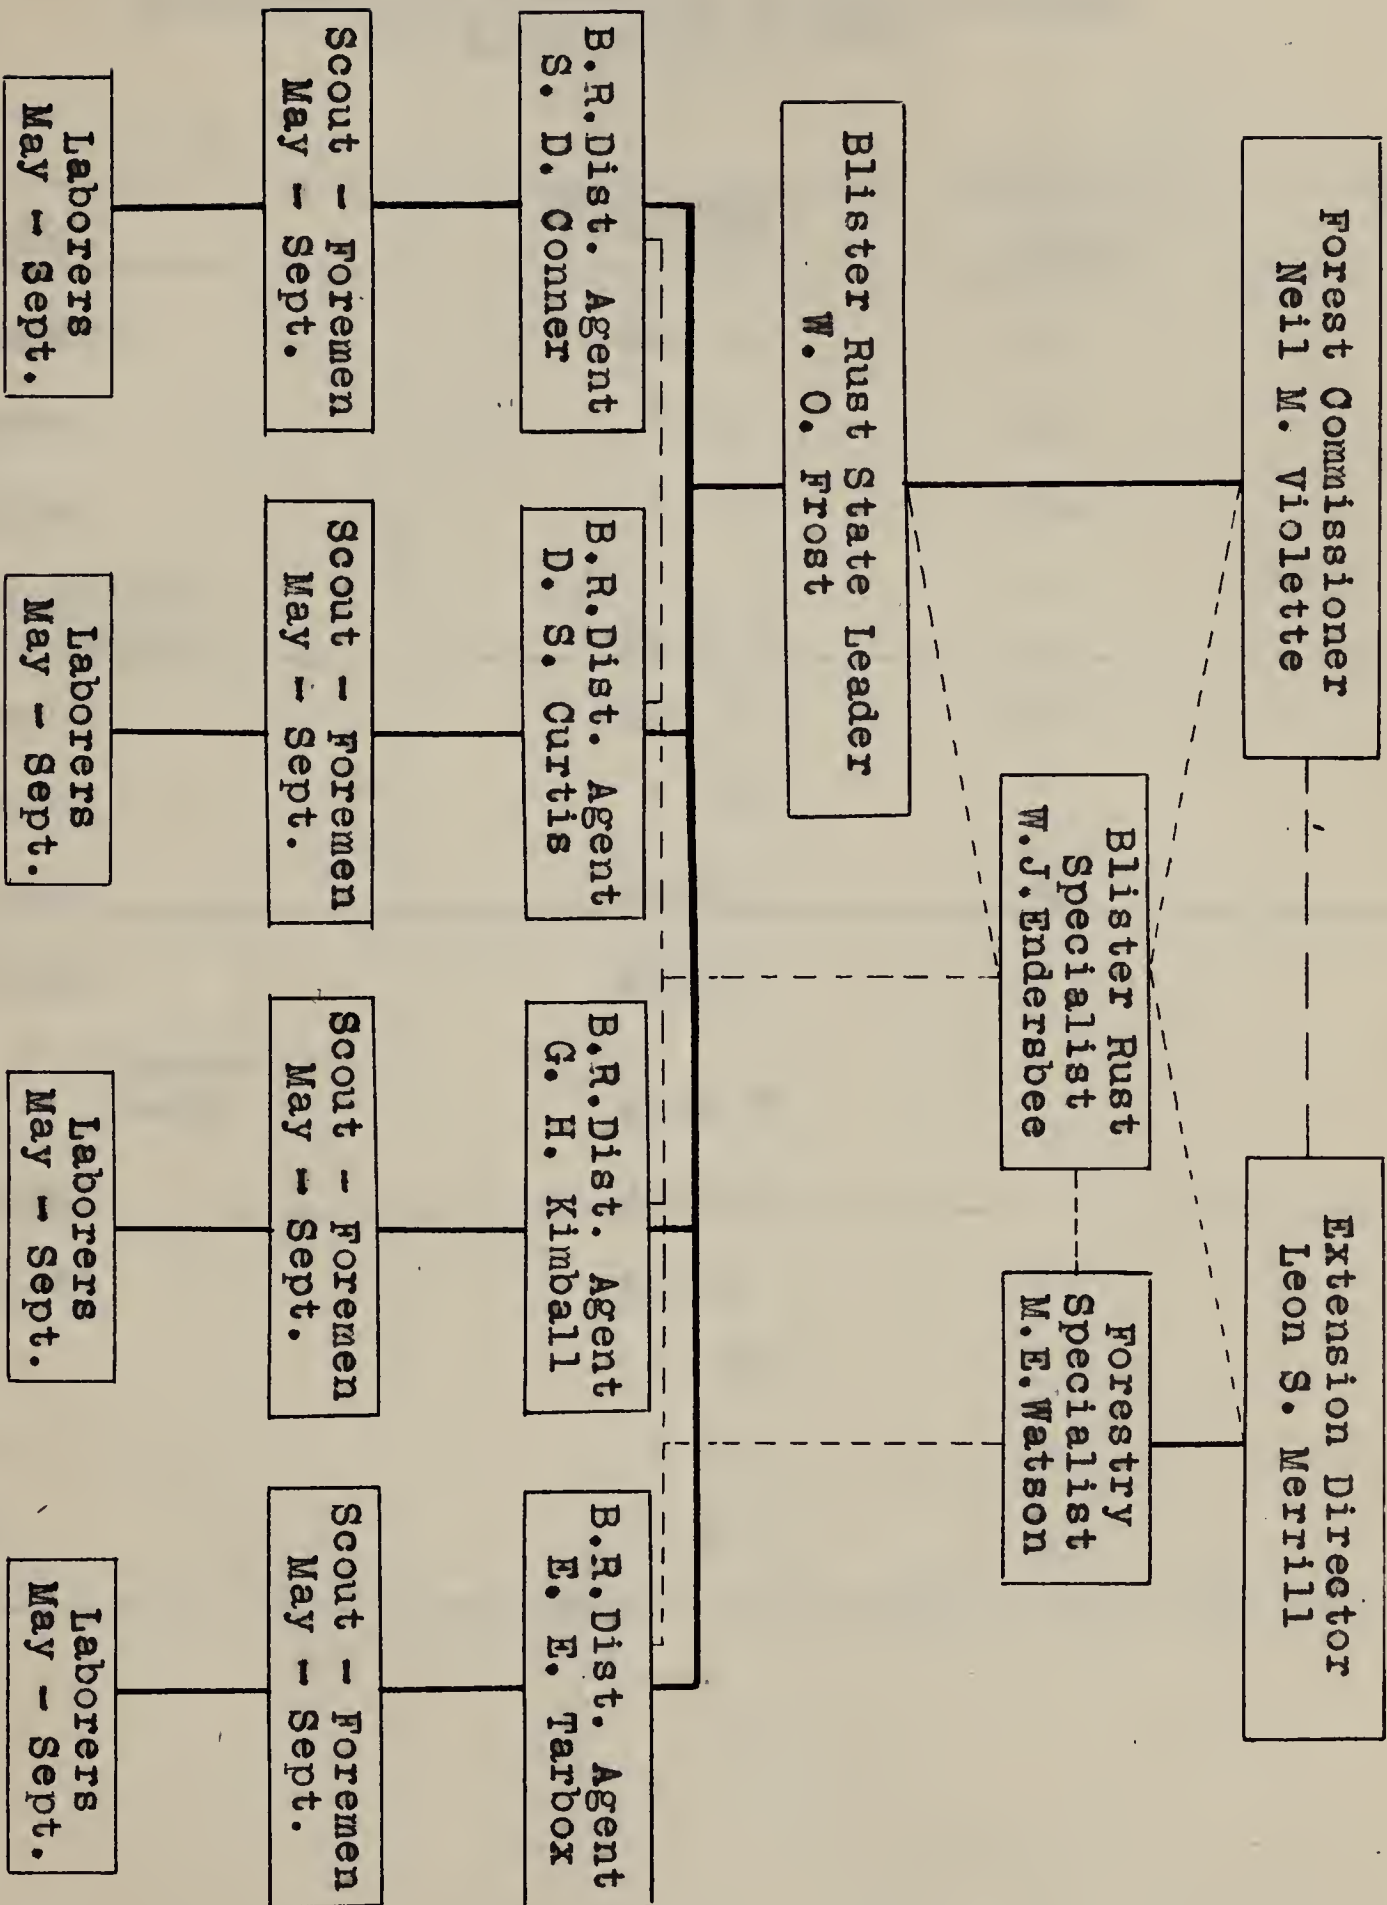 Forest Commissioner
Neil M. Violette
Extension Director
Leon S. Merrill
Blister Rust
Specialist
W.J.Endersbee
Forestry
Specialist
M.E.Watson
Blister Rust State Leader
W. O. Frost
B.R.Dist. Agent
S. D. Conner
B.R.Dist. Agent
D. S. Curtis
B.R.Dist. Agent
G. H. Kimball
B.R.Dist. Agent
E. E. Tarbox
Scout - Foremen
May - Sept.
Scout - Foremen
May - Sept.
Scout - Foremen
May - Sept.
Scout - Foremen
May - Sept.
Laborers
May - Sept.
Laborers
May - Sept.
Laborers
May - Sept.
Laborers
May - Sept.